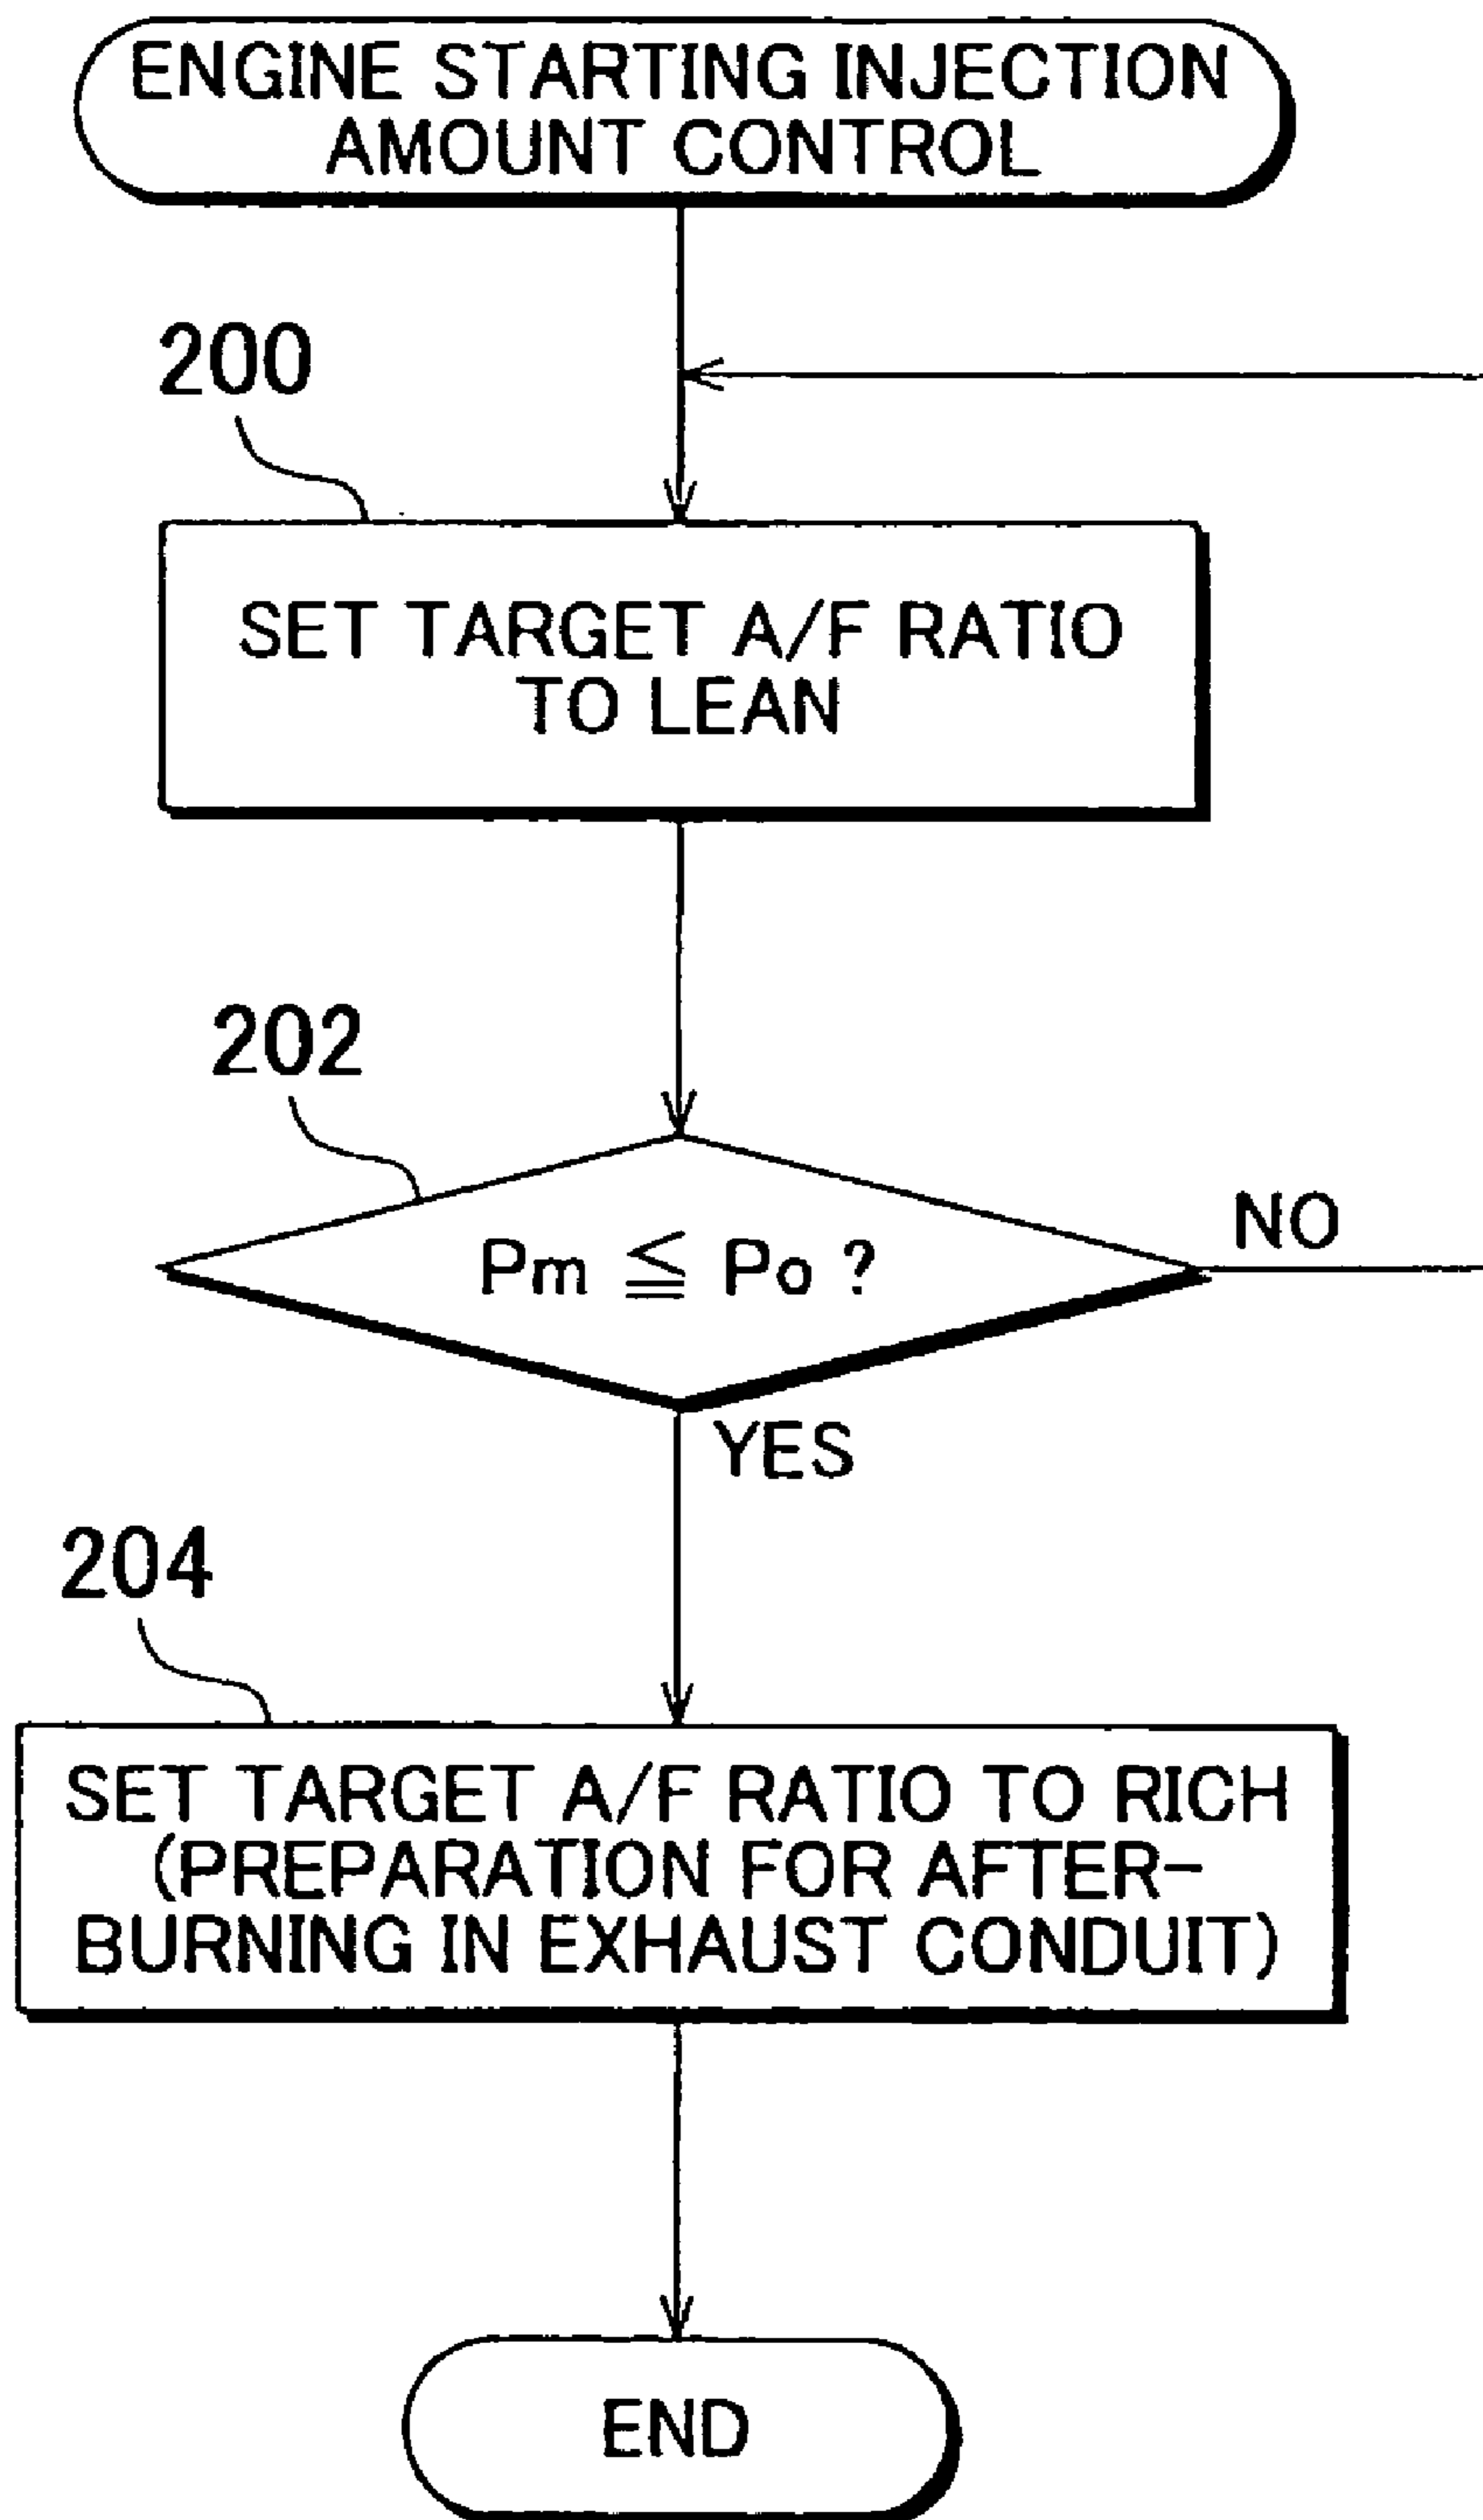 ENGINE STARTING INJECTION
AMOUNT CONTROL
200
SET TARGET A/F RATIO
TO LEAN
202
Pm ≦ Po ?
NO
YES
204
SET TARGET A/F RATIO TO RICH
(PREPARATION FOR AFTER-
BURNING IN EXHAUST CONDUIT)
END